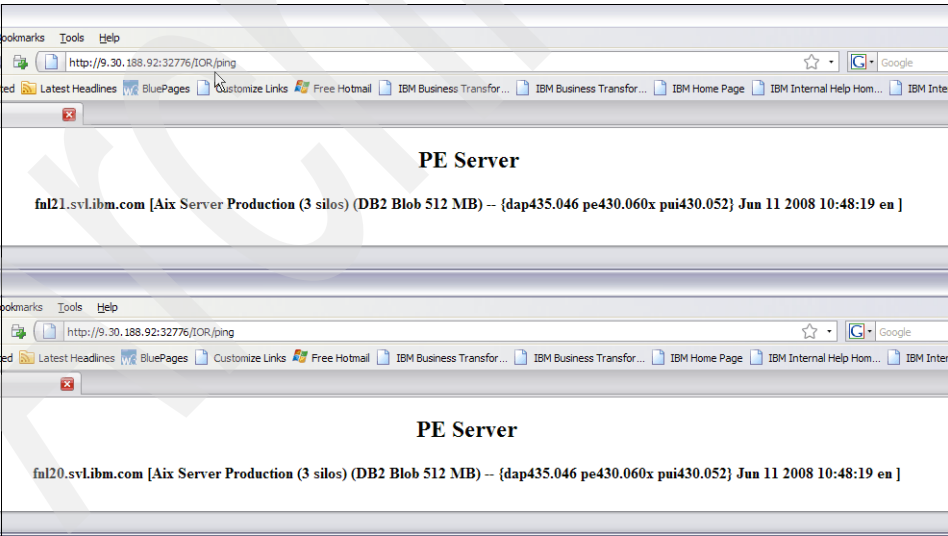 ookmarks Tools Help
http://9.30.188.92:32776/IOR/ping G Google
ted Latest Headlines BluePages Customize Links Free Hotmail IBM Business Transfor... IBM Business Transfor... IBM Home Page IBM Internal Help Hom... IBM Inte
PE Server
fnl21.svl.ibm.com [Aix Server Production (3 silos) (DB2 Blob 512 MB) -- {dap435.046 pe430.060x pui430.052} Jun 11 2008 10:48:19 en ]
ookmarks Tools Help
http://9.30.188.92:32776/IOR/ping G Google
ed Latest Headlines BluePages Customize Links Free Hotmail IBM Business Transfor... IBM Business Transfor... IBM Home Page IBM Internal Help Hom... IBM Inter
PE Server
fnl20.svl.ibm.com [Aix Server Production (3 silos) (DB2 Blob 512 MB) -- {dap435.046 pe430.060x pui430.052} Jun 11 2008 10:48:19 en ]